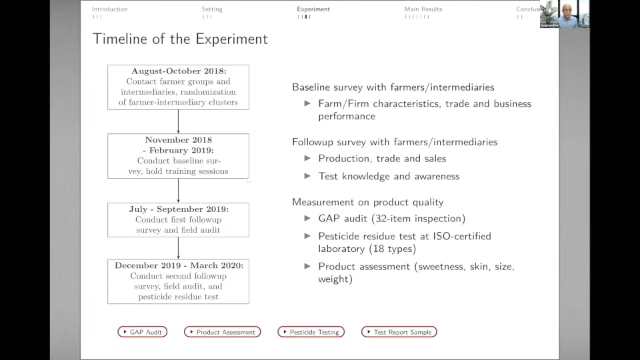 Introduction
Setting
Experiment
Main Results
Timeline of the Experiment
August-October 2018:
Contact farmer groups and
intermediaries, randomization
of farmer-intermediary clusters
November 2018
- February 2019:
Conduct baseline sur-
vey, hold training sessions
July - September 2019:
Conduct first followup
survey and field audit
December 2019 - March 2020:
Conduct second followup
survey, field audit, and
pesticide residue test
Baseline survey with farmers/intermediaries
Farm/Firm characteristics, trade and business
performance
Followup survey with farmers/intermediaries
Production, trade and sales
Test knowledge and awareness
Measurement on product quality
GAP audit (32-item inspection)
Pesticide residue test at ISO-certified
laboratory (18 types)
Product assessment (sweetness, skin, size,
weight)
GAP Audit
Product Assessment
Pesticide Testing
Test Report Sample